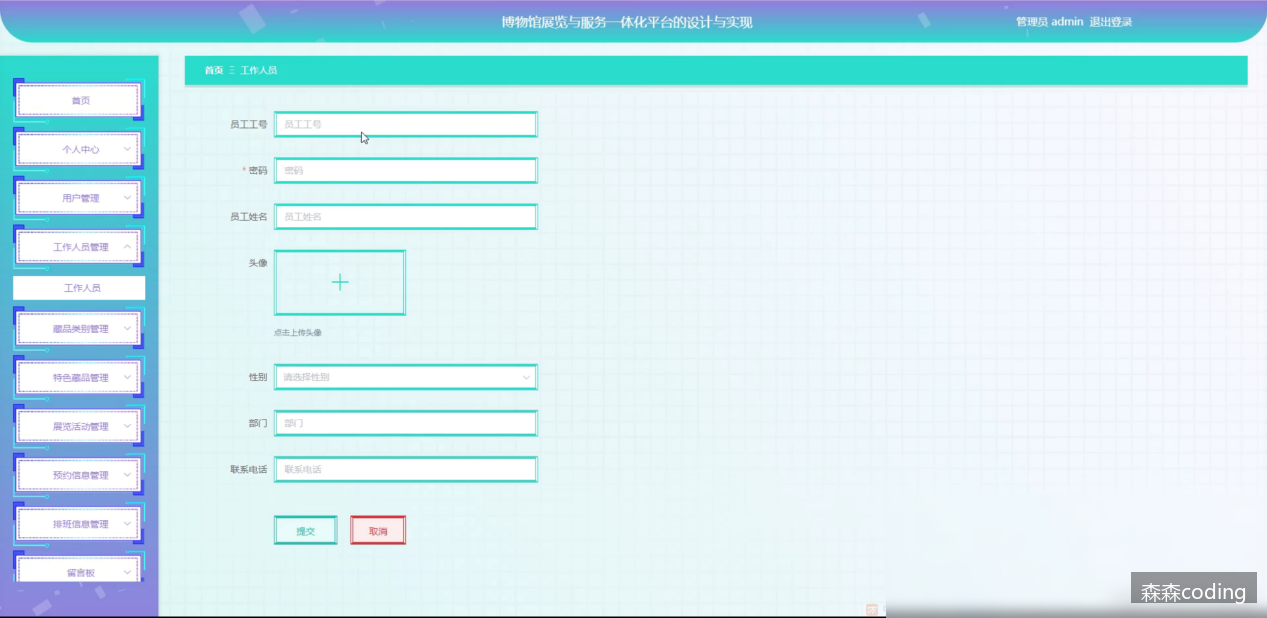 博物馆展览与服务一体化平台的设计与实现
管理员 admin 退出登录
首页 工作人员
首页
个人中心
用户管理
工作人员管理
工作人员
藏品类别管理
特色藏品管理
展览活动管理
预约信息管理
排班信息管理
留言板
员工工号 员工工号
* 密码 密码
员工姓名 员工姓名
头像
点击上传头像
性别 请选择性别
部门 部门
联系电话 联系电话
提交 取消
森森coding